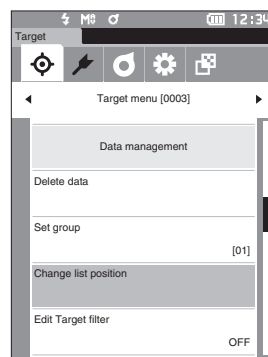 12:34
Target
Target menu [0003]
Data management
Delete data
Set group
[01]
Change list position
Edit Target filter
OFF